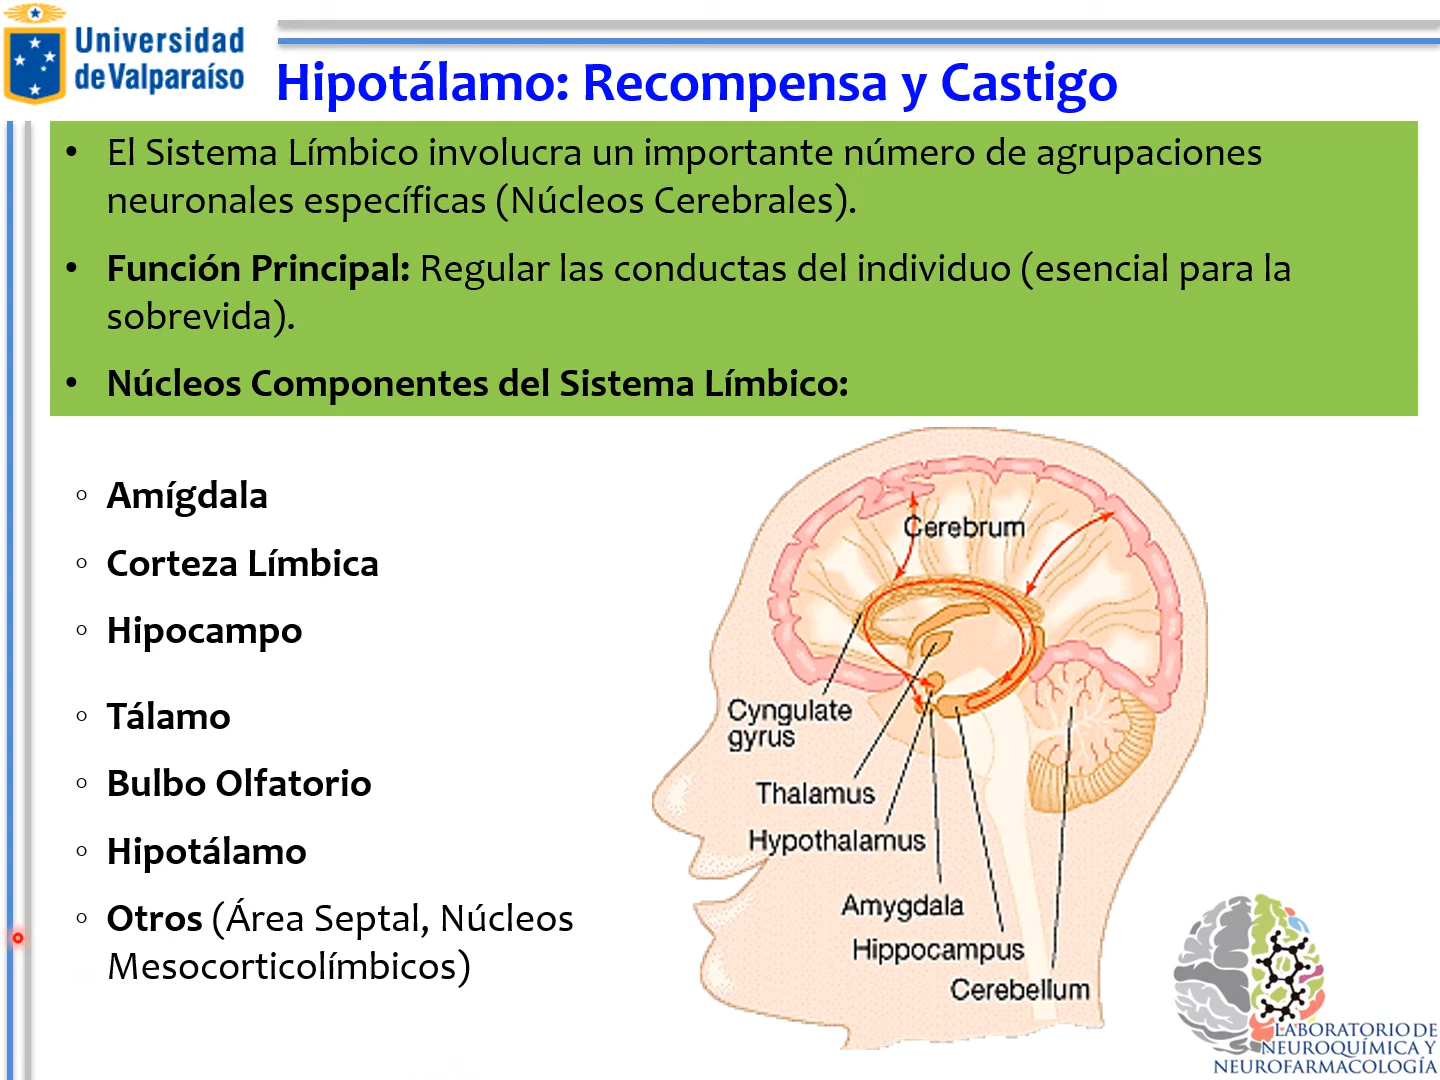 Universidad
de Valparaíso
Hipotálamo: Recompensa y Castigo
• El Sistema Límbico involucra un importante número de agrupaciones
neuronales específicas (Núcleos Cerebrales).
• Función Principal: Regular las conductas del individuo (esencial para la
sobrevida).
• Núcleos Componentes del Sistema Límbico:
◦ Amígdala
◦ Corteza Límbica
◦ Hipocampo
◦ Tálamo
◦ Bulbo Olfatorio
◦ Hipotálamo
◦ Otros (Área Septal, Núcleos
Mesocorticolímbicos)
Cerebrum
Cyngulate
gyrus
Thalamus
Hypothalamus
Amygdala
Hippocampus
Cerebellum
LABORATORIO DE
NEUROQUÍMICA Y
NEUROFARMACOLOGÍA